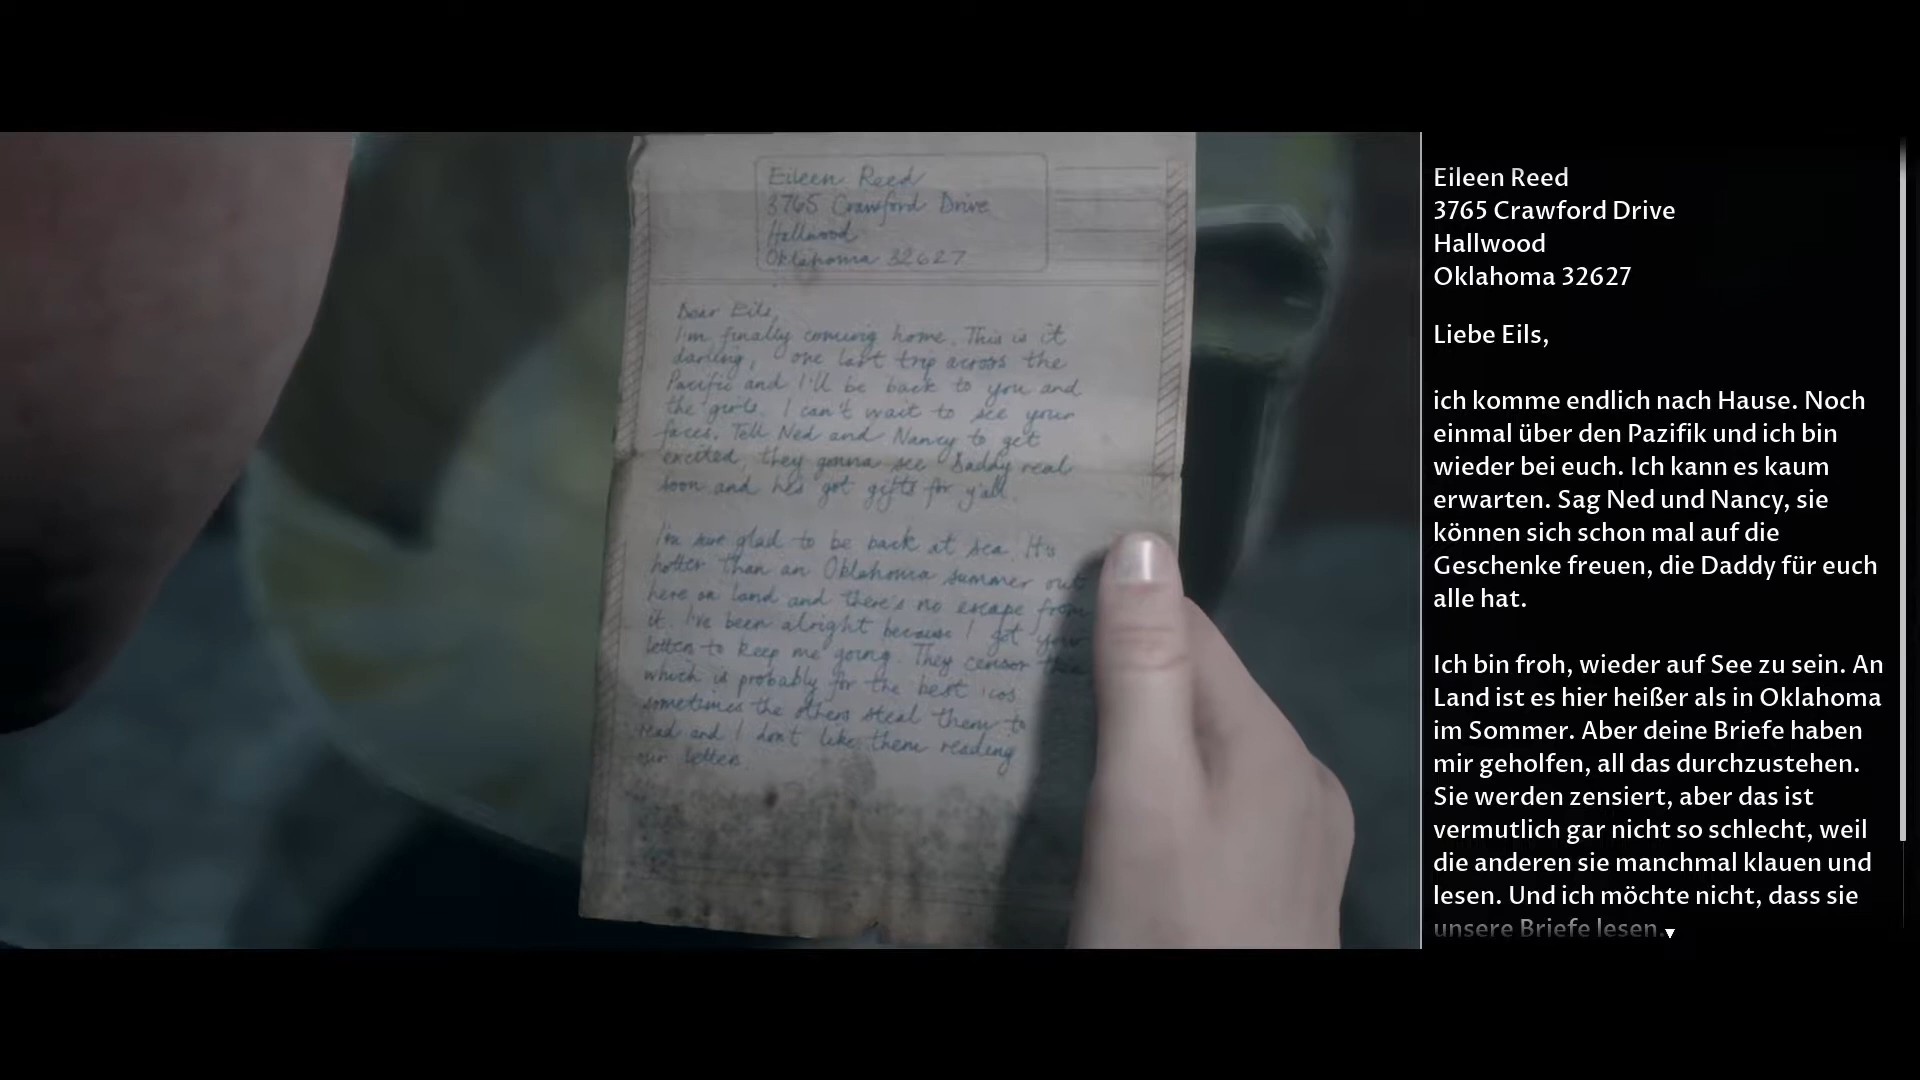 Eileen Reed
3765 Crawford Drive
Hallwood
Oklahoma 32627
Dear Eils,
I'm finally coming home. This is it
darling, one last trip across the
Pacific and I'll be back to you and
the girls. I can't wait to see your
faces. Tell Ned and Nancy to get
excited, they gonna see Daddy real
soon and he's got gifts for y'all.
I'm sure glad to be back at sea. It's
hotter than an Oklahoma summer out
here on land and there's no escape from
it. I've been alright because I got your
letters to keep me going. They censor them
which is probably for the best 'cos
sometimes the others steal them to
read and I don't like them reading
our letters
Eileen Reed
3765 Crawford Drive
Hallwood
Oklahoma 32627
Liebe Eils,
ich komme endlich nach Hause. Noch
einmal über den Pazifik und ich bin
wieder bei euch. Ich kann es kaum
erwarten. Sag Ned und Nancy, sie
können sich schon mal auf die
Geschenke freuen, die Daddy für euch
alle hat.
Ich bin froh, wieder auf See zu sein. An
Land ist es hier heißer als in Oklahoma
im Sommer. Aber deine Briefe haben
mir geholfen, all das durchzustehen.
Sie werden zensiert, aber das ist
vermutlich gar nicht so schlecht, weil
die anderen sie manchmal klauen und
lesen. Und ich möchte nicht, dass sie
unsere Briefe lesen.